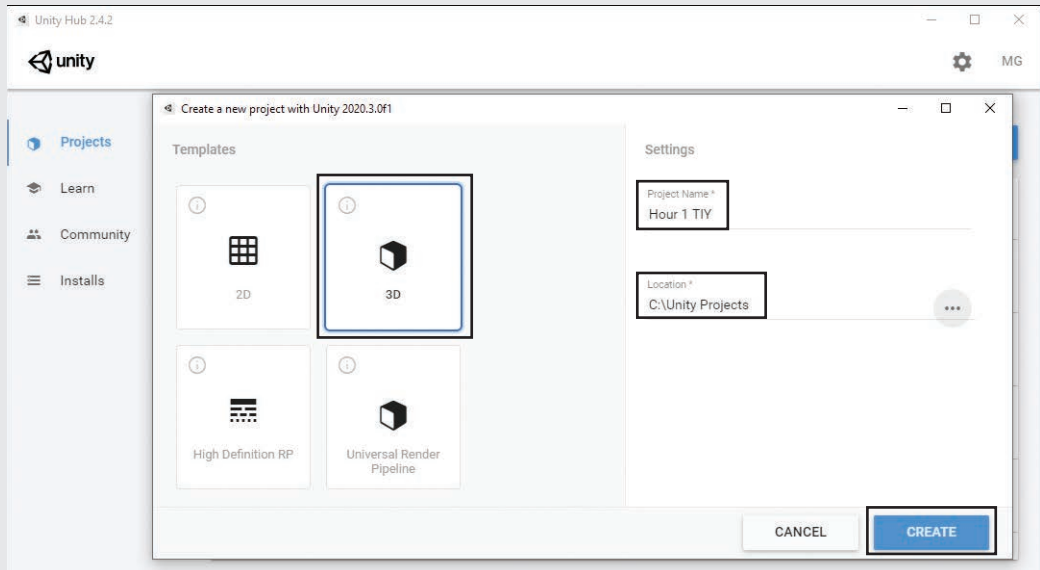 Unity Hub 2.4.2
unity
MG
Projects
Learn
Community
Installs
Create a new project with Unity 2020.3.0f1
Templates
2D
3D
High Definition RP
Universal Render
Pipeline
Settings
Project Name *
Hour 1 TIY
Location *
C:\Unity Projects
CANCEL
CREATE